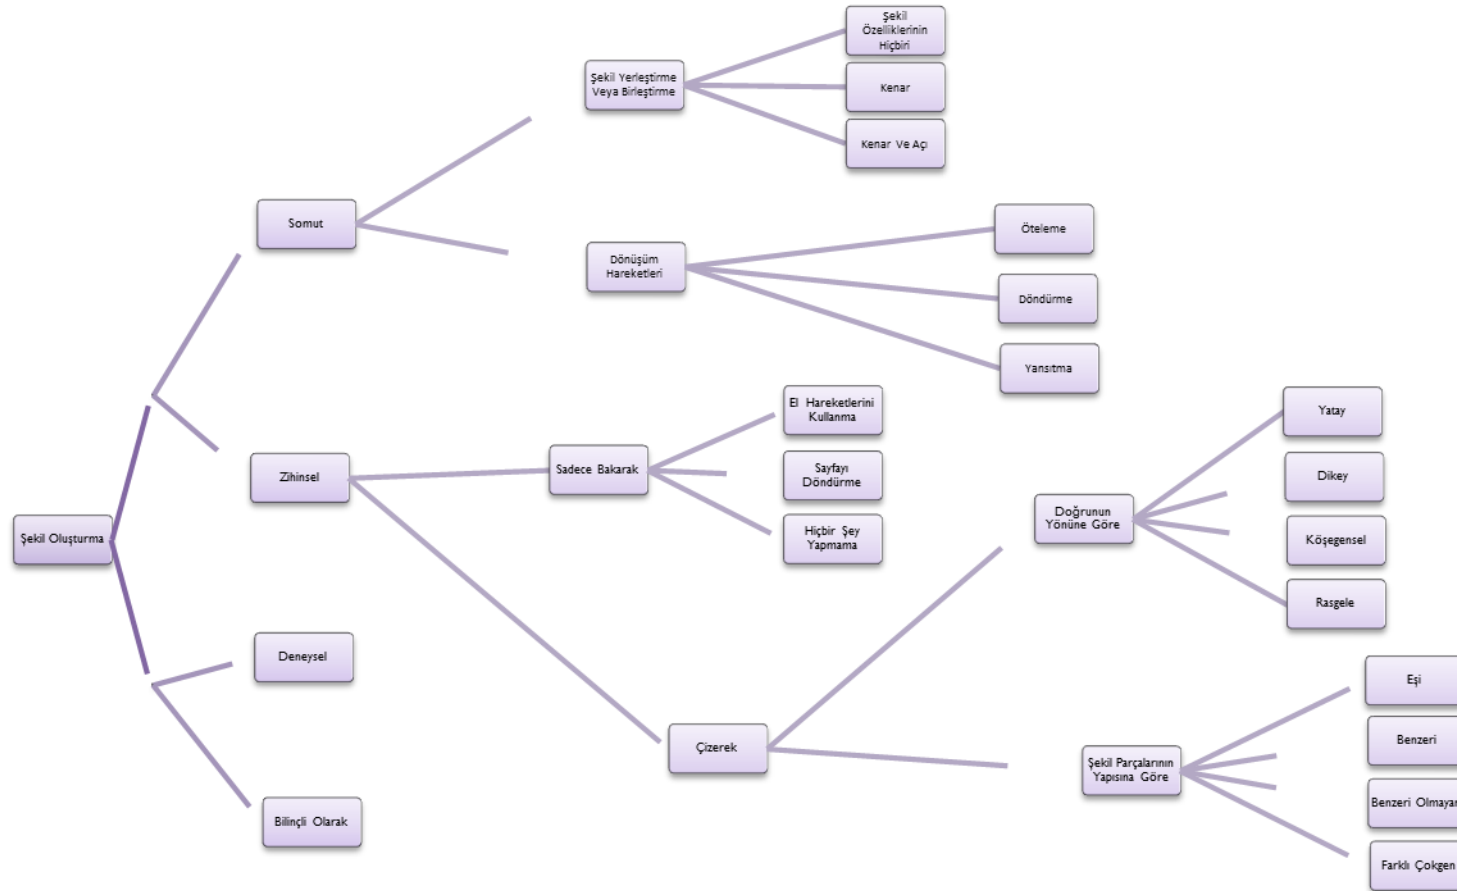 Şekil
Özelliklerinin
Hiçbiri
Şekil Yerleştirme
Veya Birleştirme
Kenar
Kenar Ve Açı
Somut
Öteleme
Dönüşüm
Hareketleri
Döndürme
Yansıtma
El Hareketlerini
Kullanma
Yatay
Zihinsel
Sadece Bakarak
Sayfayı
Döndürme
Dikey
Doğrunun
Yönüne Göre
Şekil Oluşturma
Hiçbir Şey
Yapmama
Köşegensel
Rasgele
Deneysel
Eşi
Çizerek
Benzeri
Şekil Parçalarının
Yapısına Göre
Benzeri Olmayan
Bilinçli Olarak
Farklı Çokgen